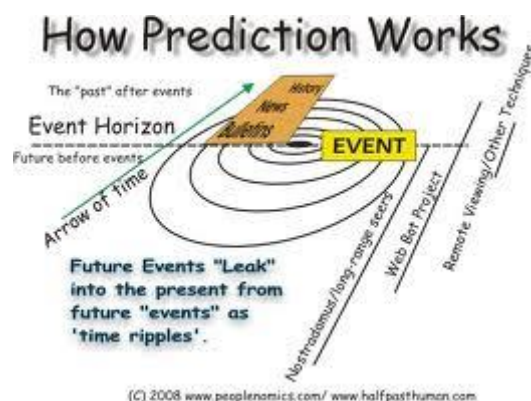 How Prediction Works
The "past" after events
History
News
Bulletins
Event Horizon
EVENT
Future before events
Arrow of time
Future Events "Leak"
into the present from
future "events" as
'time ripples'.
Nostradamus/long-range seers
Web Bot Project
Remote Viewing/Other Techniques
(C) 2008 www.peoplenomics.com/ www.halfpasthuman.com